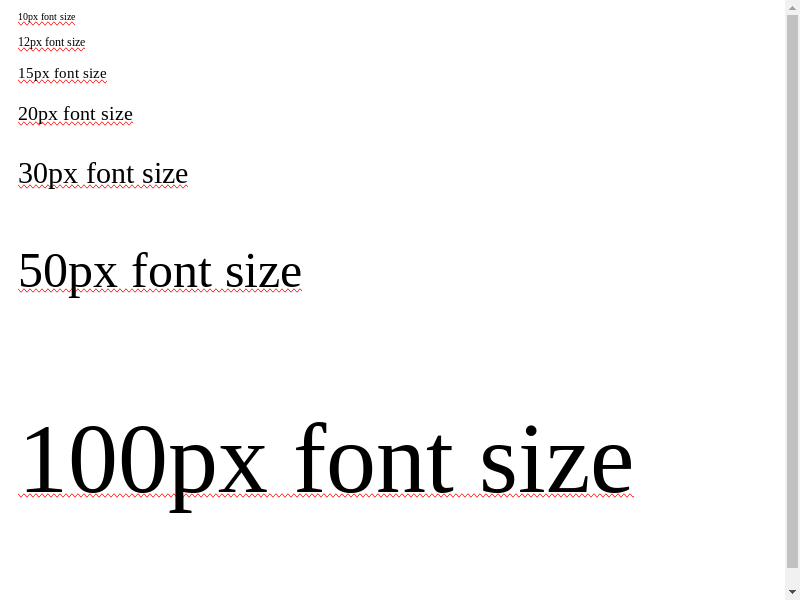 10px font size
12px font size
15px font size
20px font size
30px font size
50px font size
100px font size